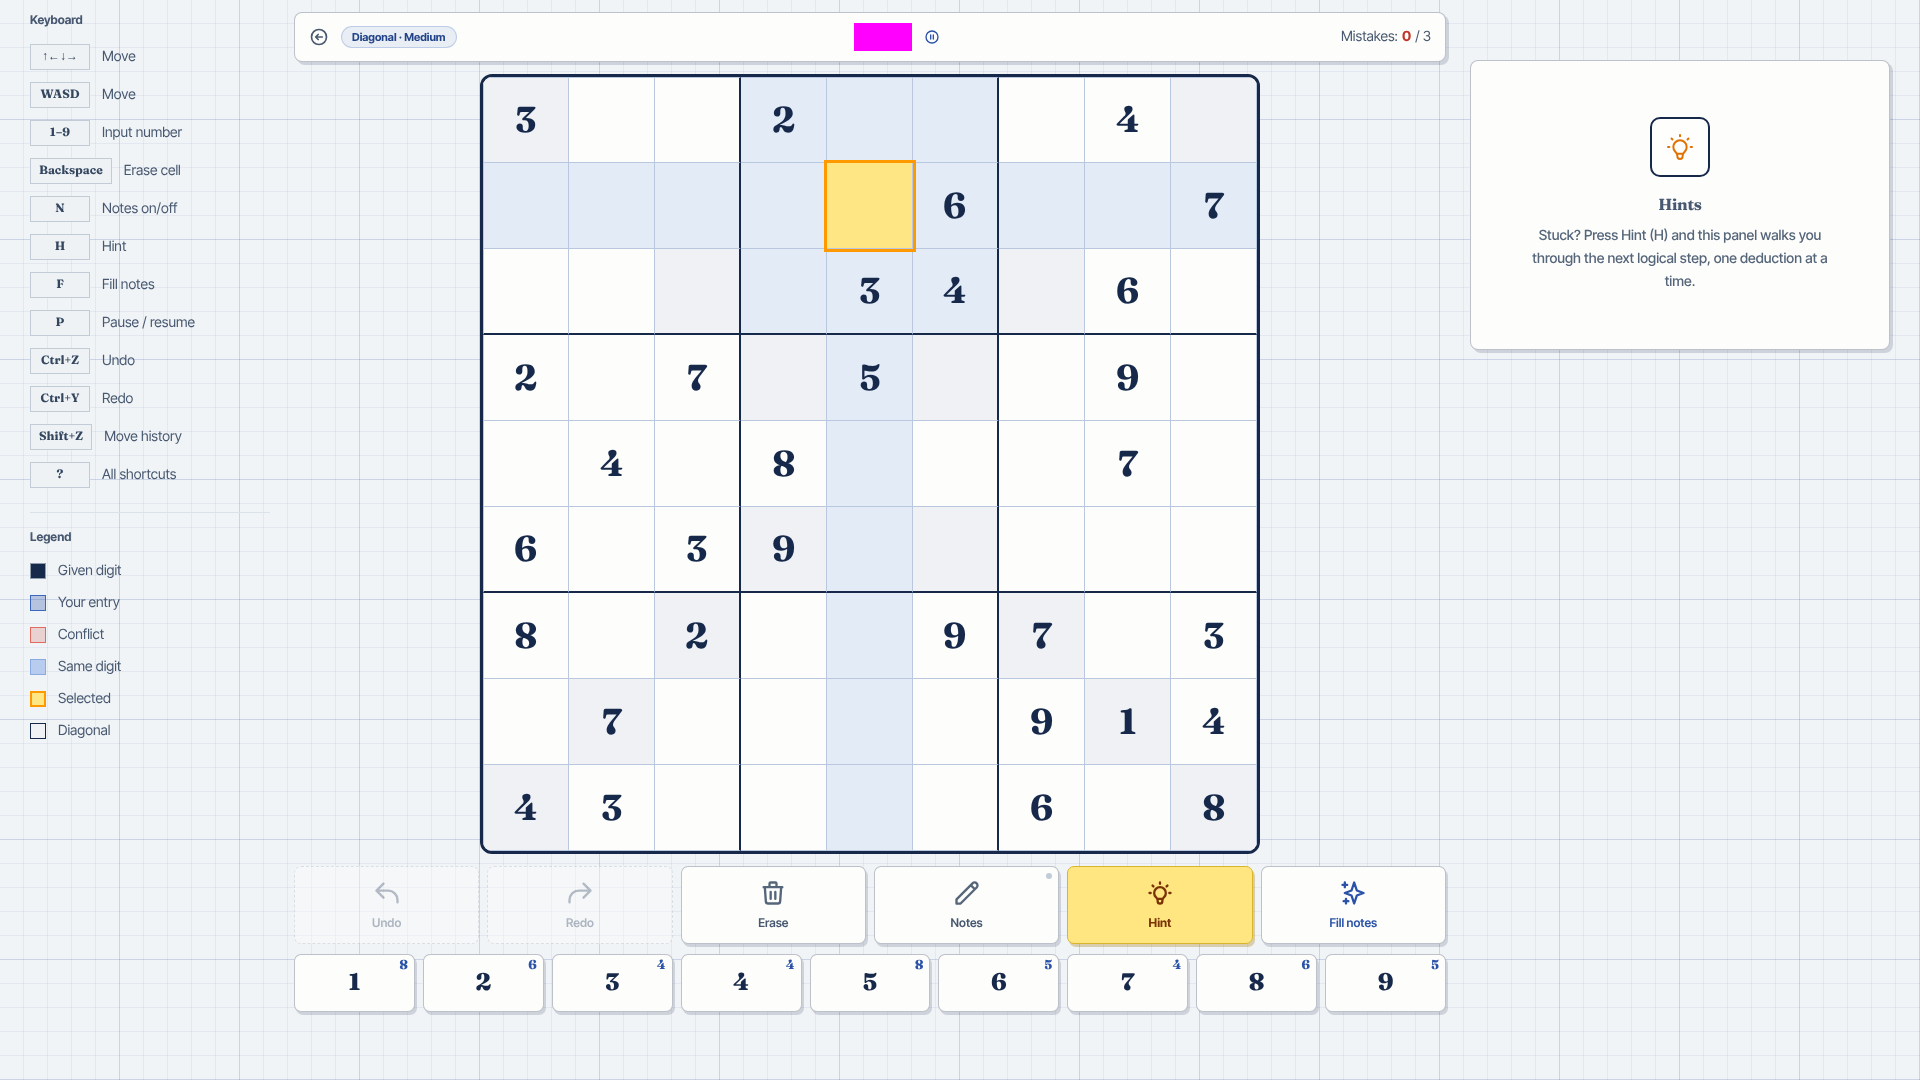 Keyboard
↑←↓→ Move
WASD Move
1–9 Input number
Backspace Erase cell
N Notes on/off
H Hint
F Fill notes
P Pause / resume
Ctrl+Z Undo
Ctrl+Y Redo
Shift+Z Move history
? All shortcuts
Legend
Given digit
Your entry
Conflict
Same digit
Selected
Diagonal
Diagonal · Medium
Mistakes: 0 / 3
3 2 4
6 7
3 4 6
2 7 5 9
4 8 7
6 3 9
8 2 9 7 3
7 9 1 4
4 3 6 8
Undo Redo Erase Notes Hint Fill notes
1 8 2 6 3 4 4 4 5 8 6 5 7 4 8 6 9 5
Hints
Stuck? Press Hint (H) and this panel walks you
through the next logical step, one deduction at a
time.